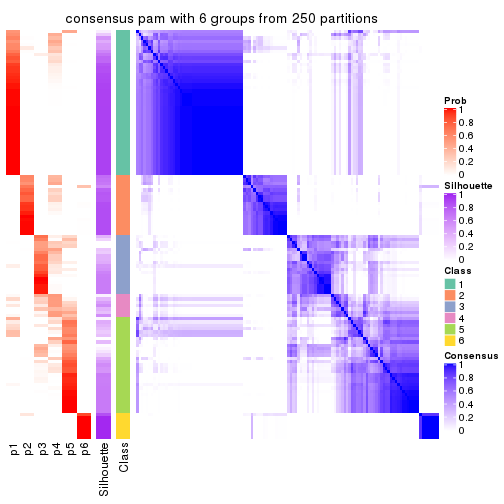 consensus pam with 6 groups from 250 partitions
Prob
1
0.8
0.6
0.4
0.2
0
Silhouette
1
0.8
0.6
0.4
0.2
0
Class
1
2
3
4
5
6
Consensus
1
0.8
0.6
0.4
0.2
0
p1
p2
p3
p4
p5
p6
Silhouette
Class